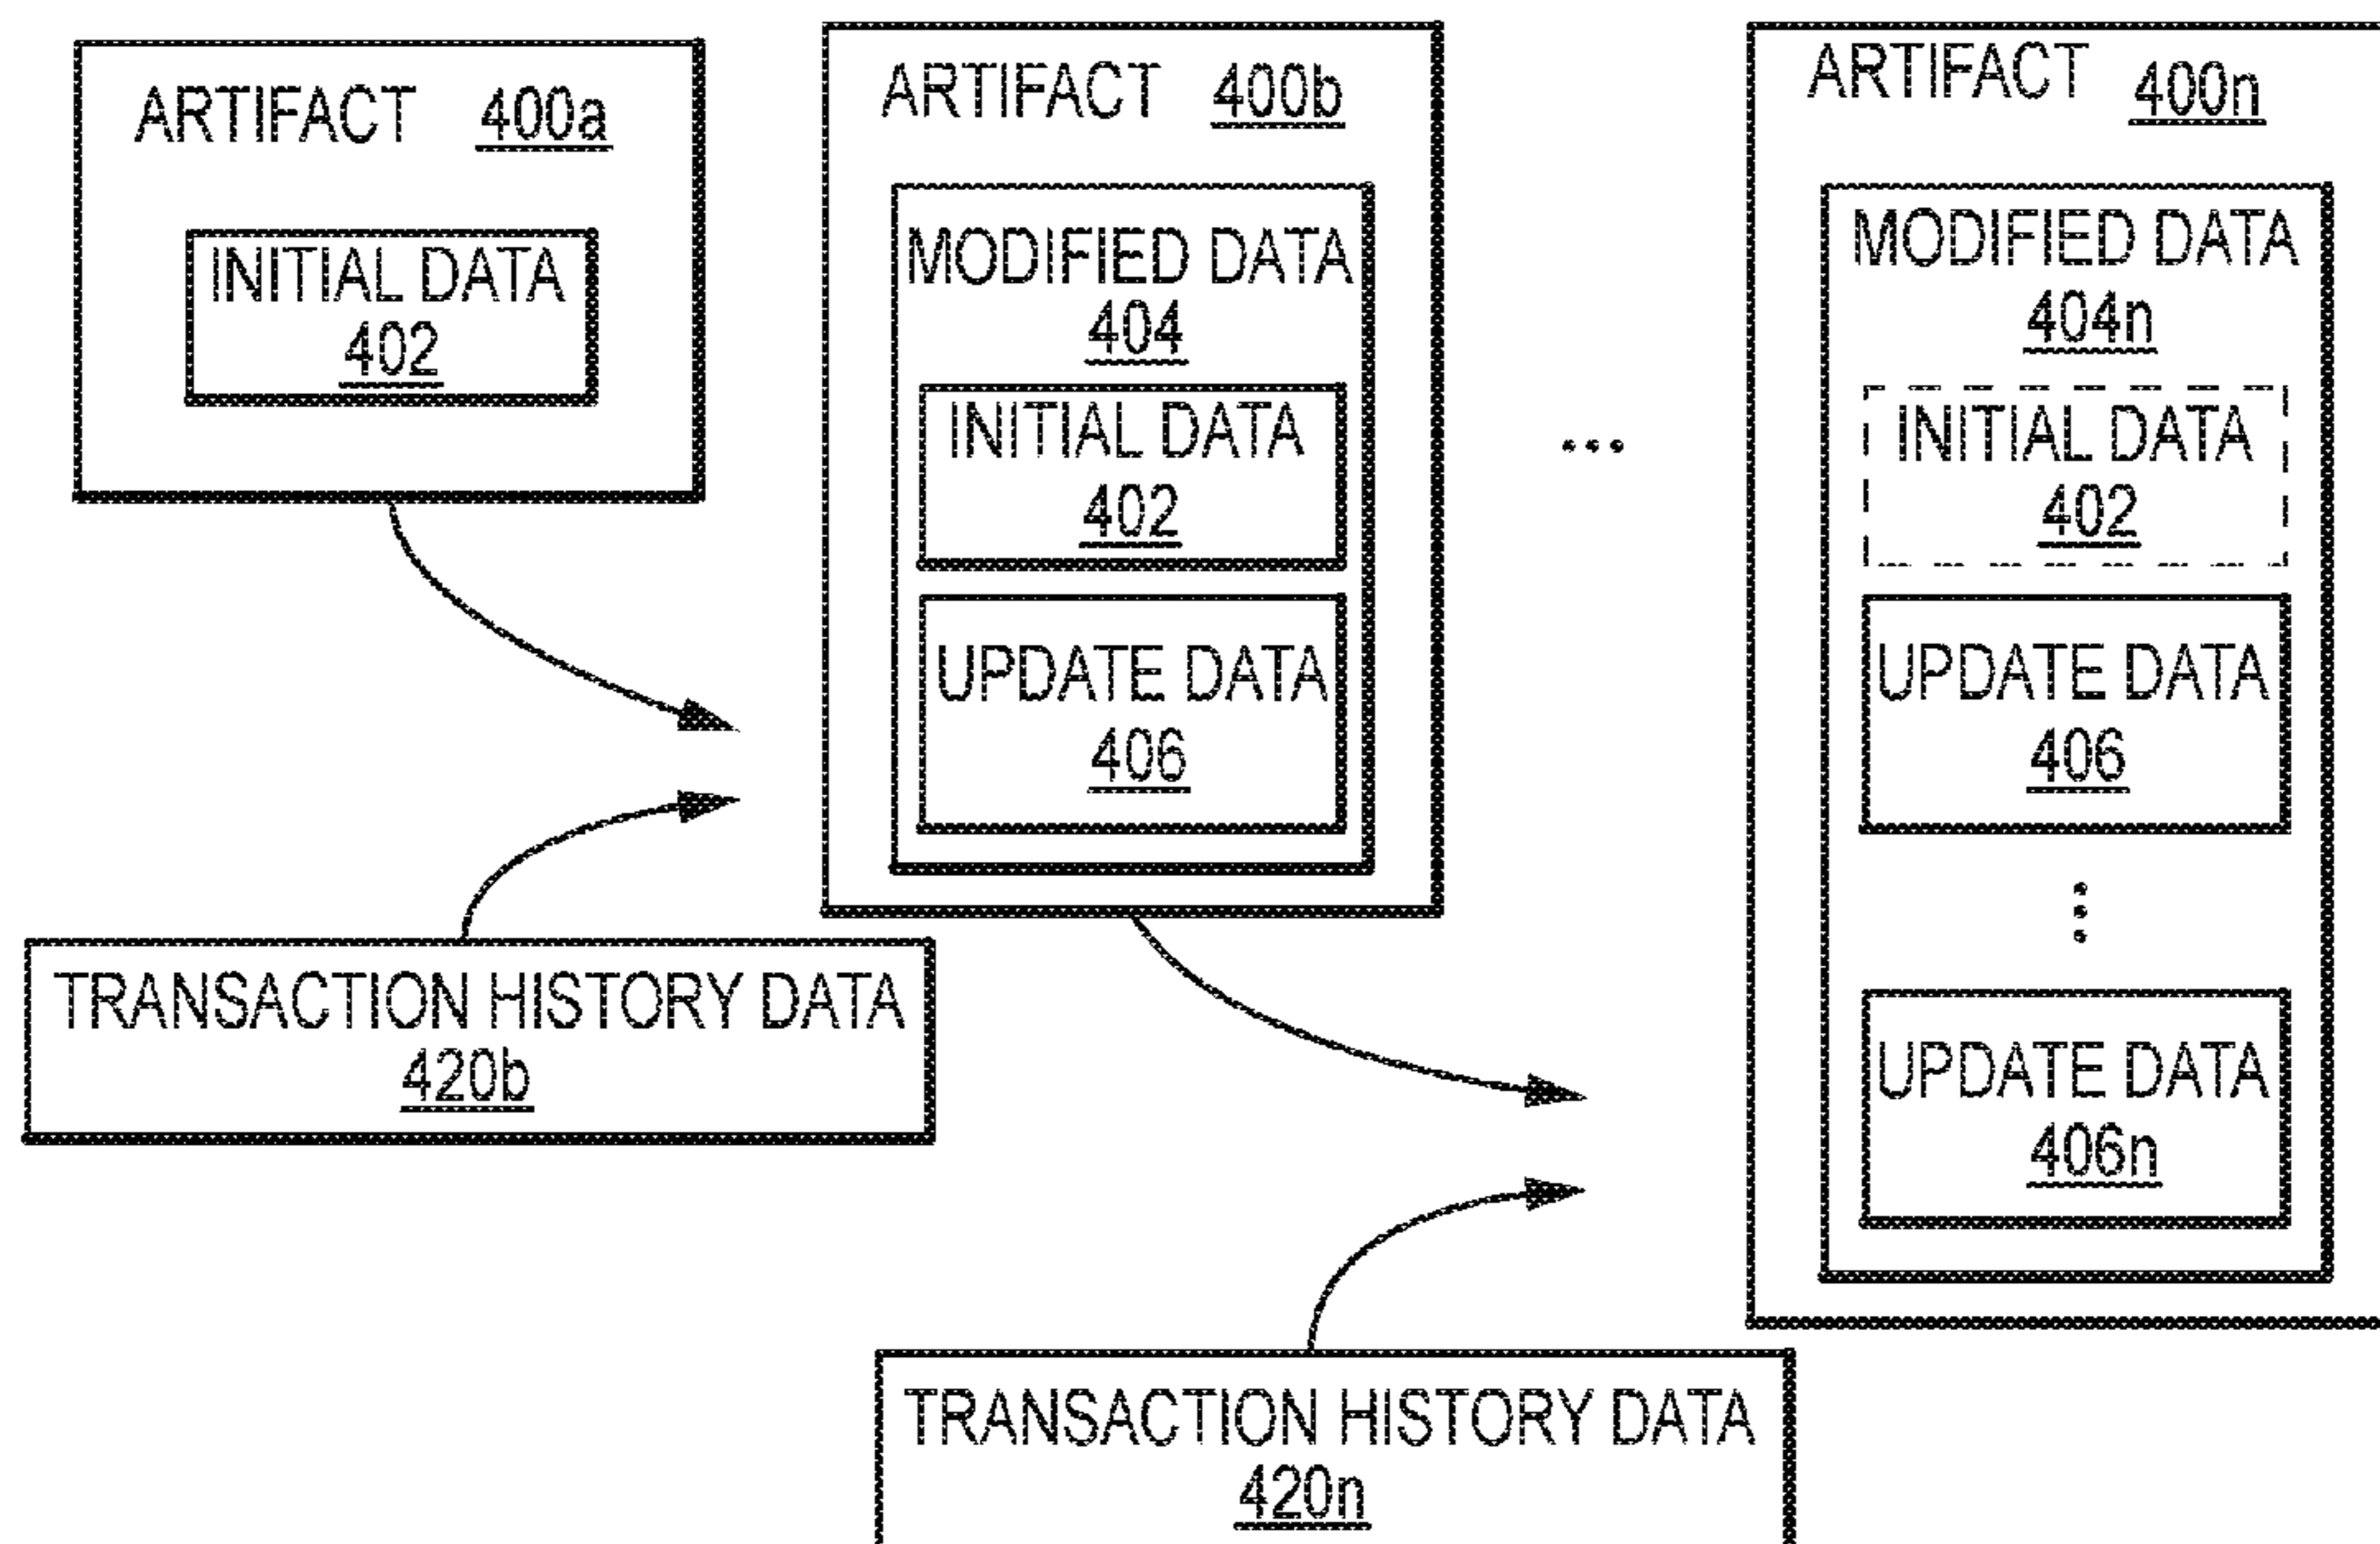 ARTIFACT 400a
INITIAL DATA
402
ARTIFACT 400b
MODIFIED DATA
404
INITIAL DATA
402
UPDATE DATA
406
...
ARTIFACT 400n
MODIFIED DATA
404n
INITIAL DATA
402
UPDATE DATA
406
UPDATE DATA
406n
TRANSACTION HISTORY DATA
420b
TRANSACTION HISTORY DATA
420n